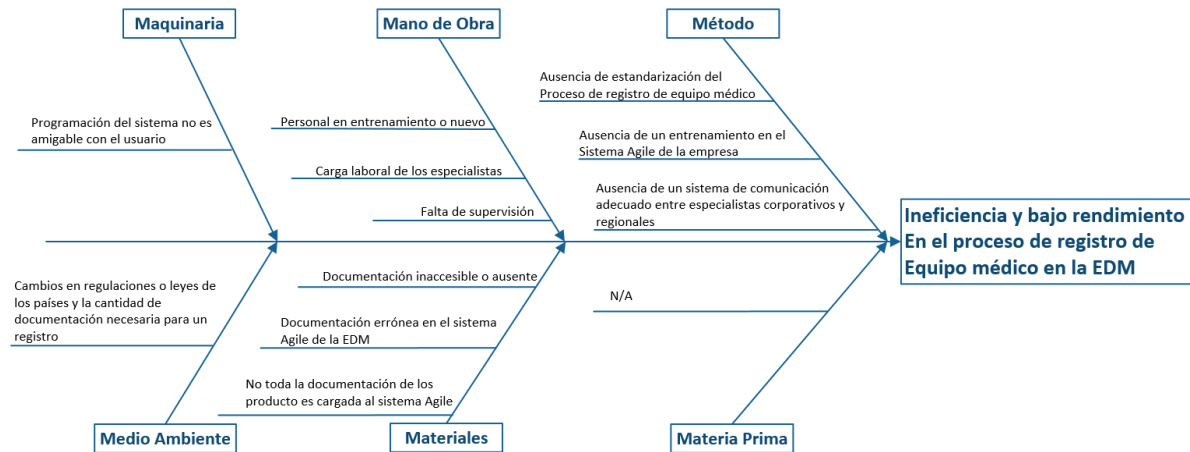 Maquinaria
Mano de Obra
Método
Ausencia de estandarización del
Proceso de registro de equipo médico
Programación del sistema no es
amigable con el usuario
Personal en entrenamiento o nuevo
Ausencia de un entrenamiento en el
Sistema Agile de la empresa
Carga laboral de los especialistas
Falta de supervisión
Ausencia de un sistema de comunicación
adecuado entre especialistas corporativos y
regionales
Ineficiencia y bajo rendimiento
En el proceso de registro de
Equipo médico en la EDM
Cambios en regulaciones o leyes de
los países y la cantidad de
documentación necesaria para un
registro
Documentación inaccesible o ausente
N/A
Documentación errónea en el sistema
Agile de la EDM
No toda la documentación de los
producto es cargada al sistema Agile
Medio Ambiente
Materiales
Materia Prima